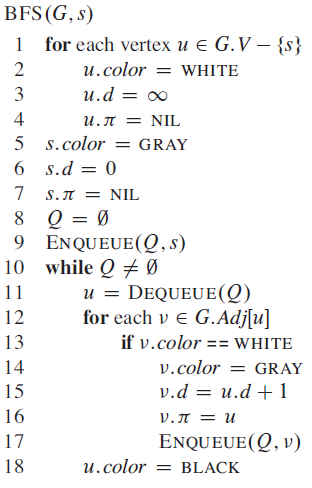 BFS(G, s)
1 for each vertex u ∈ G.V − {s}
2 u.color = WHITE
3 u.d = ∞
4 u.π = NIL
5 s.color = GRAY
6 s.d = 0
7 s.π = NIL
8 Q = Ø
9 ENQUEUE(Q, s)
10 while Q ≠ Ø
11 u = DEQUEUE(Q)
12 for each v ∈ G.Adj[u]
13 if v.color == WHITE
14 v.color = GRAY
15 v.d = u.d + 1
16 v.π = u
17 ENQUEUE(Q, v)
18 u.color = BLACK